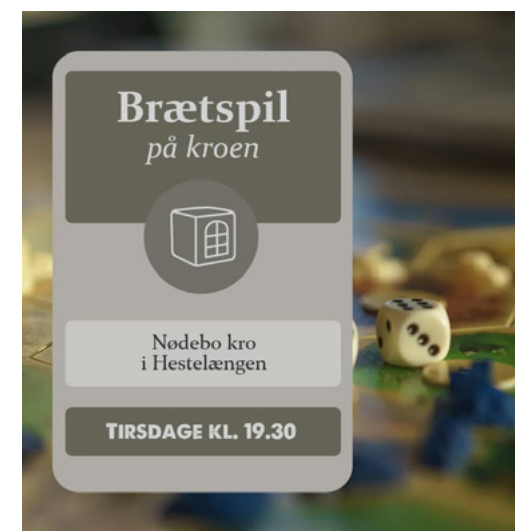 Brætspil
på kroen
Nødebo kro
i Hestelængen
TIRSDAGE KL. 19.30